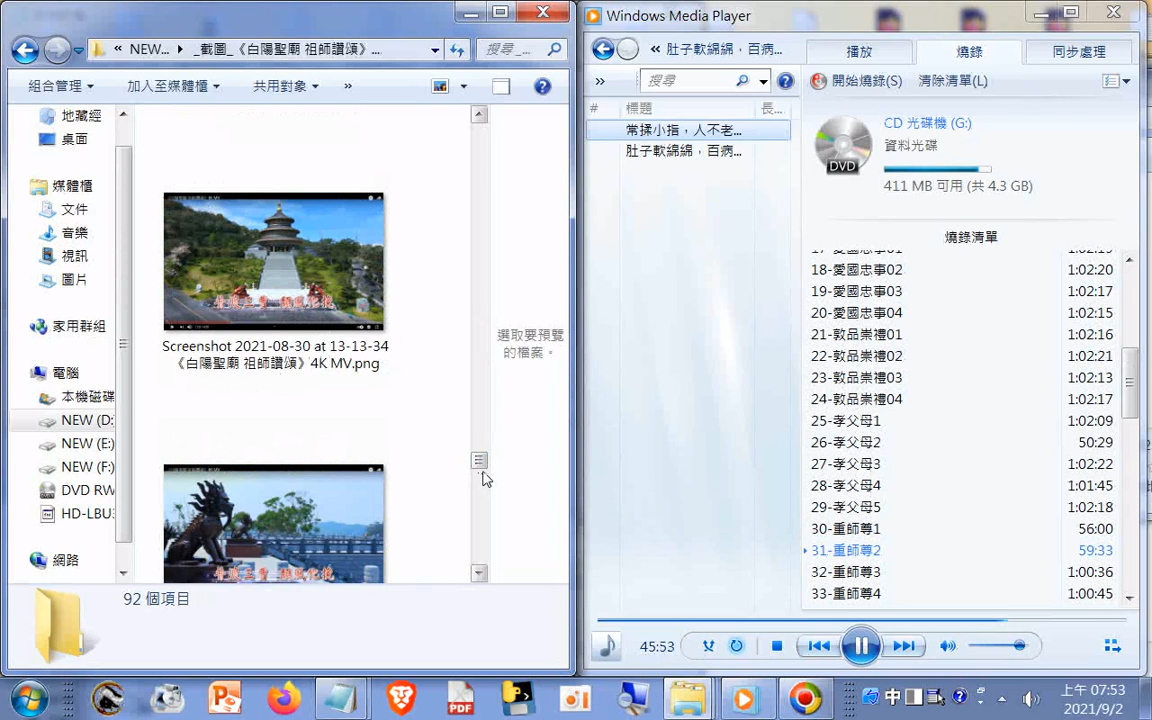 NEW... _截圖_《白陽聖廟 祖師讚頌》...
搜尋_...
組合管理
加入至媒體櫃
共用對象
»
地藏經
桌面
媒體櫃
文件
音樂
視訊
圖片
家用群組
電腦
本機磁碟
NEW (D:
NEW (E:)
NEW (F:)
DVD RW
HD-LBU3
網路
Screenshot 2021-08-30 at 13-13-34
《白陽聖廟 祖師讚頌》4K MV.png
選取要預覽
的檔案。
92 個項目
Windows Media Player
« 肚子軟綿綿，百病...
播放
燒錄
同步處理
»
搜尋
開始燒錄(S)
清除清單(L)
#
標題
長...
常揉小指，人不老...
肚子軟綿綿，百病...
DVD
CD 光碟機 (G:)
資料光碟
411 MB 可用 (共 4.3 GB)
燒錄清單
18-愛國忠事02 1:02:20
19-愛國忠事03 1:02:17
20-愛國忠事04 1:02:15
21-敦品崇禮01 1:02:16
22-敦品崇禮02 1:02:21
23-敦品崇禮03 1:02:13
24-敦品崇禮04 1:02:17
25-孝父母1 1:02:09
26-孝父母2 50:29
27-孝父母3 1:02:22
28-孝父母4 1:01:45
29-孝父母5 1:02:18
30-重師尊1 56:00
31-重師尊2 59:33
32-重師尊3 1:00:36
33-重師尊4 1:00:45
45:53
PDF
中
上午 07:53
2021/9/2